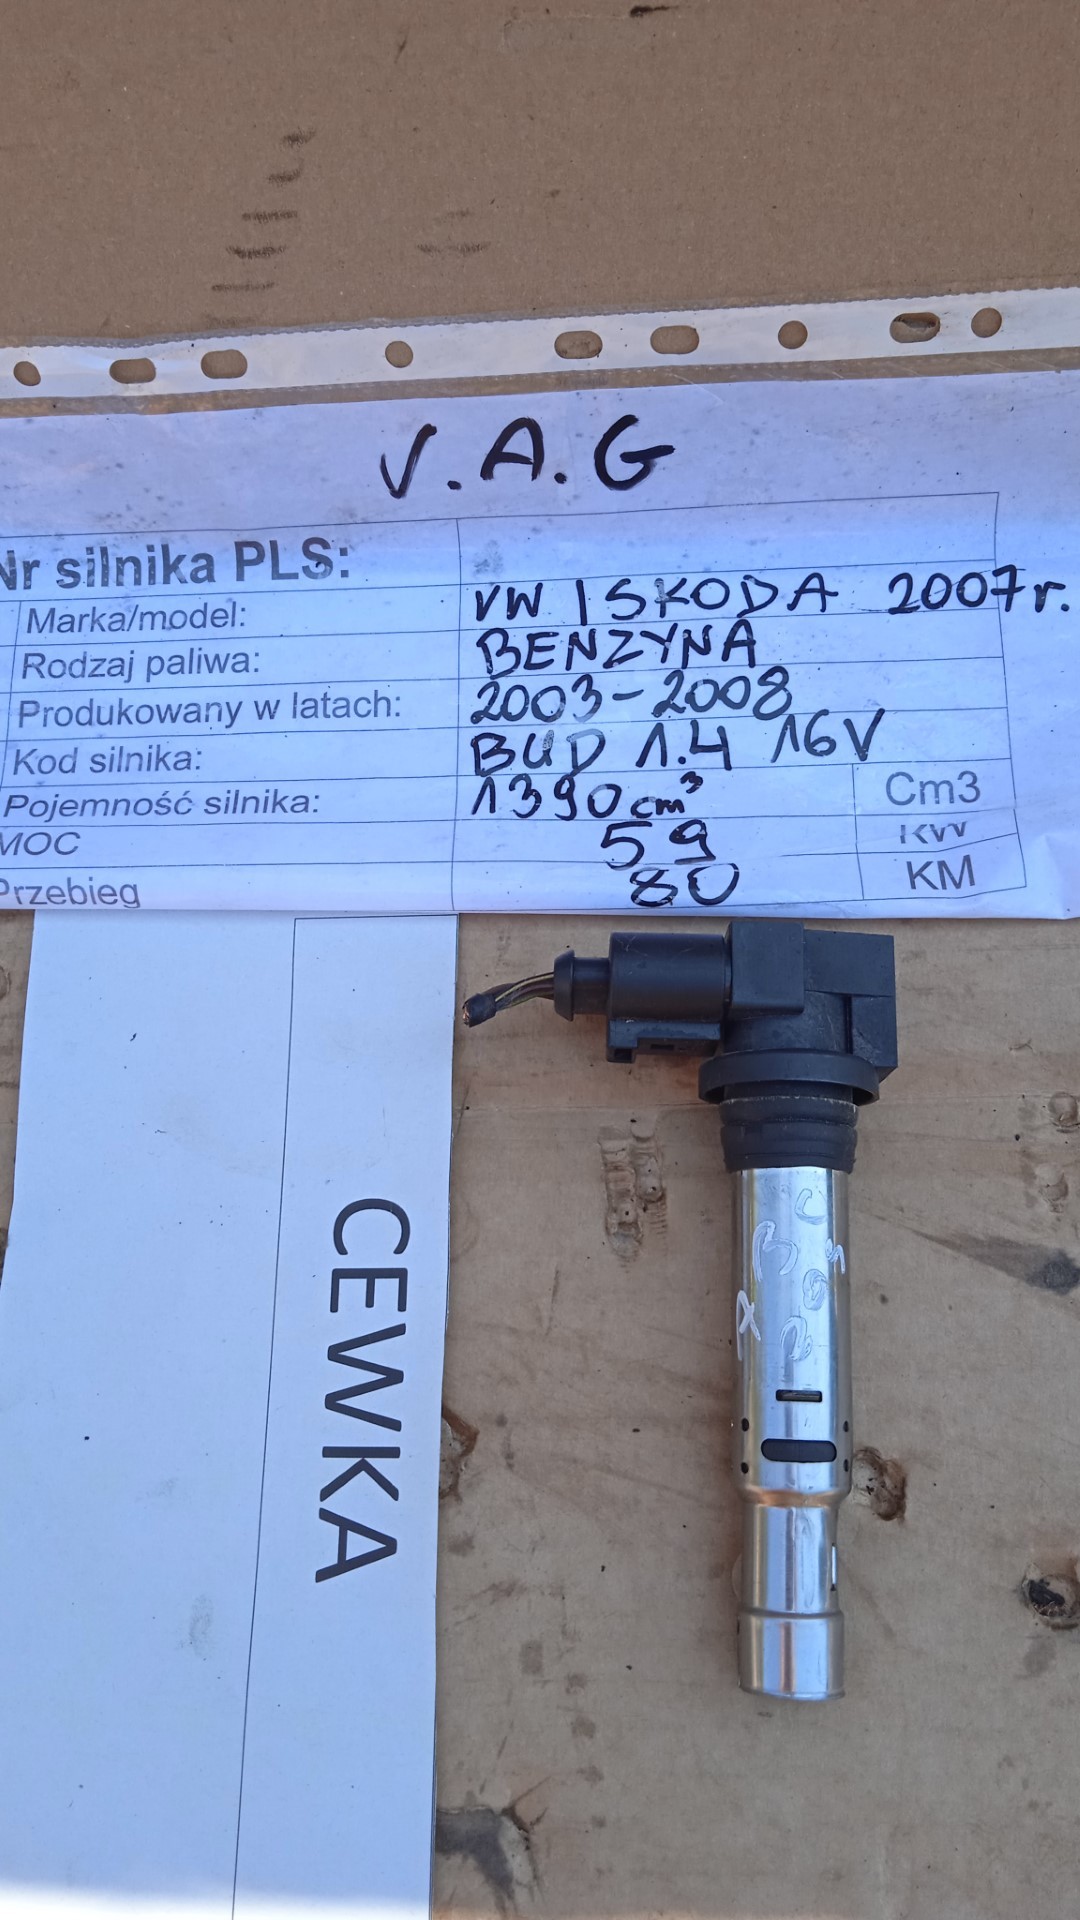 V.A.G
Nr silnika PLS:
Marka/model: VW / SKODA 2007r.
Rodzaj paliwa: BENZYNA
Produkowany w latach: 2003-2008
Kod silnika: BUD 1.4 16V
Pojemność silnika: 1390cm³ Cm3
MOC 59 KW
Przebieg 80 KM
CEWKA